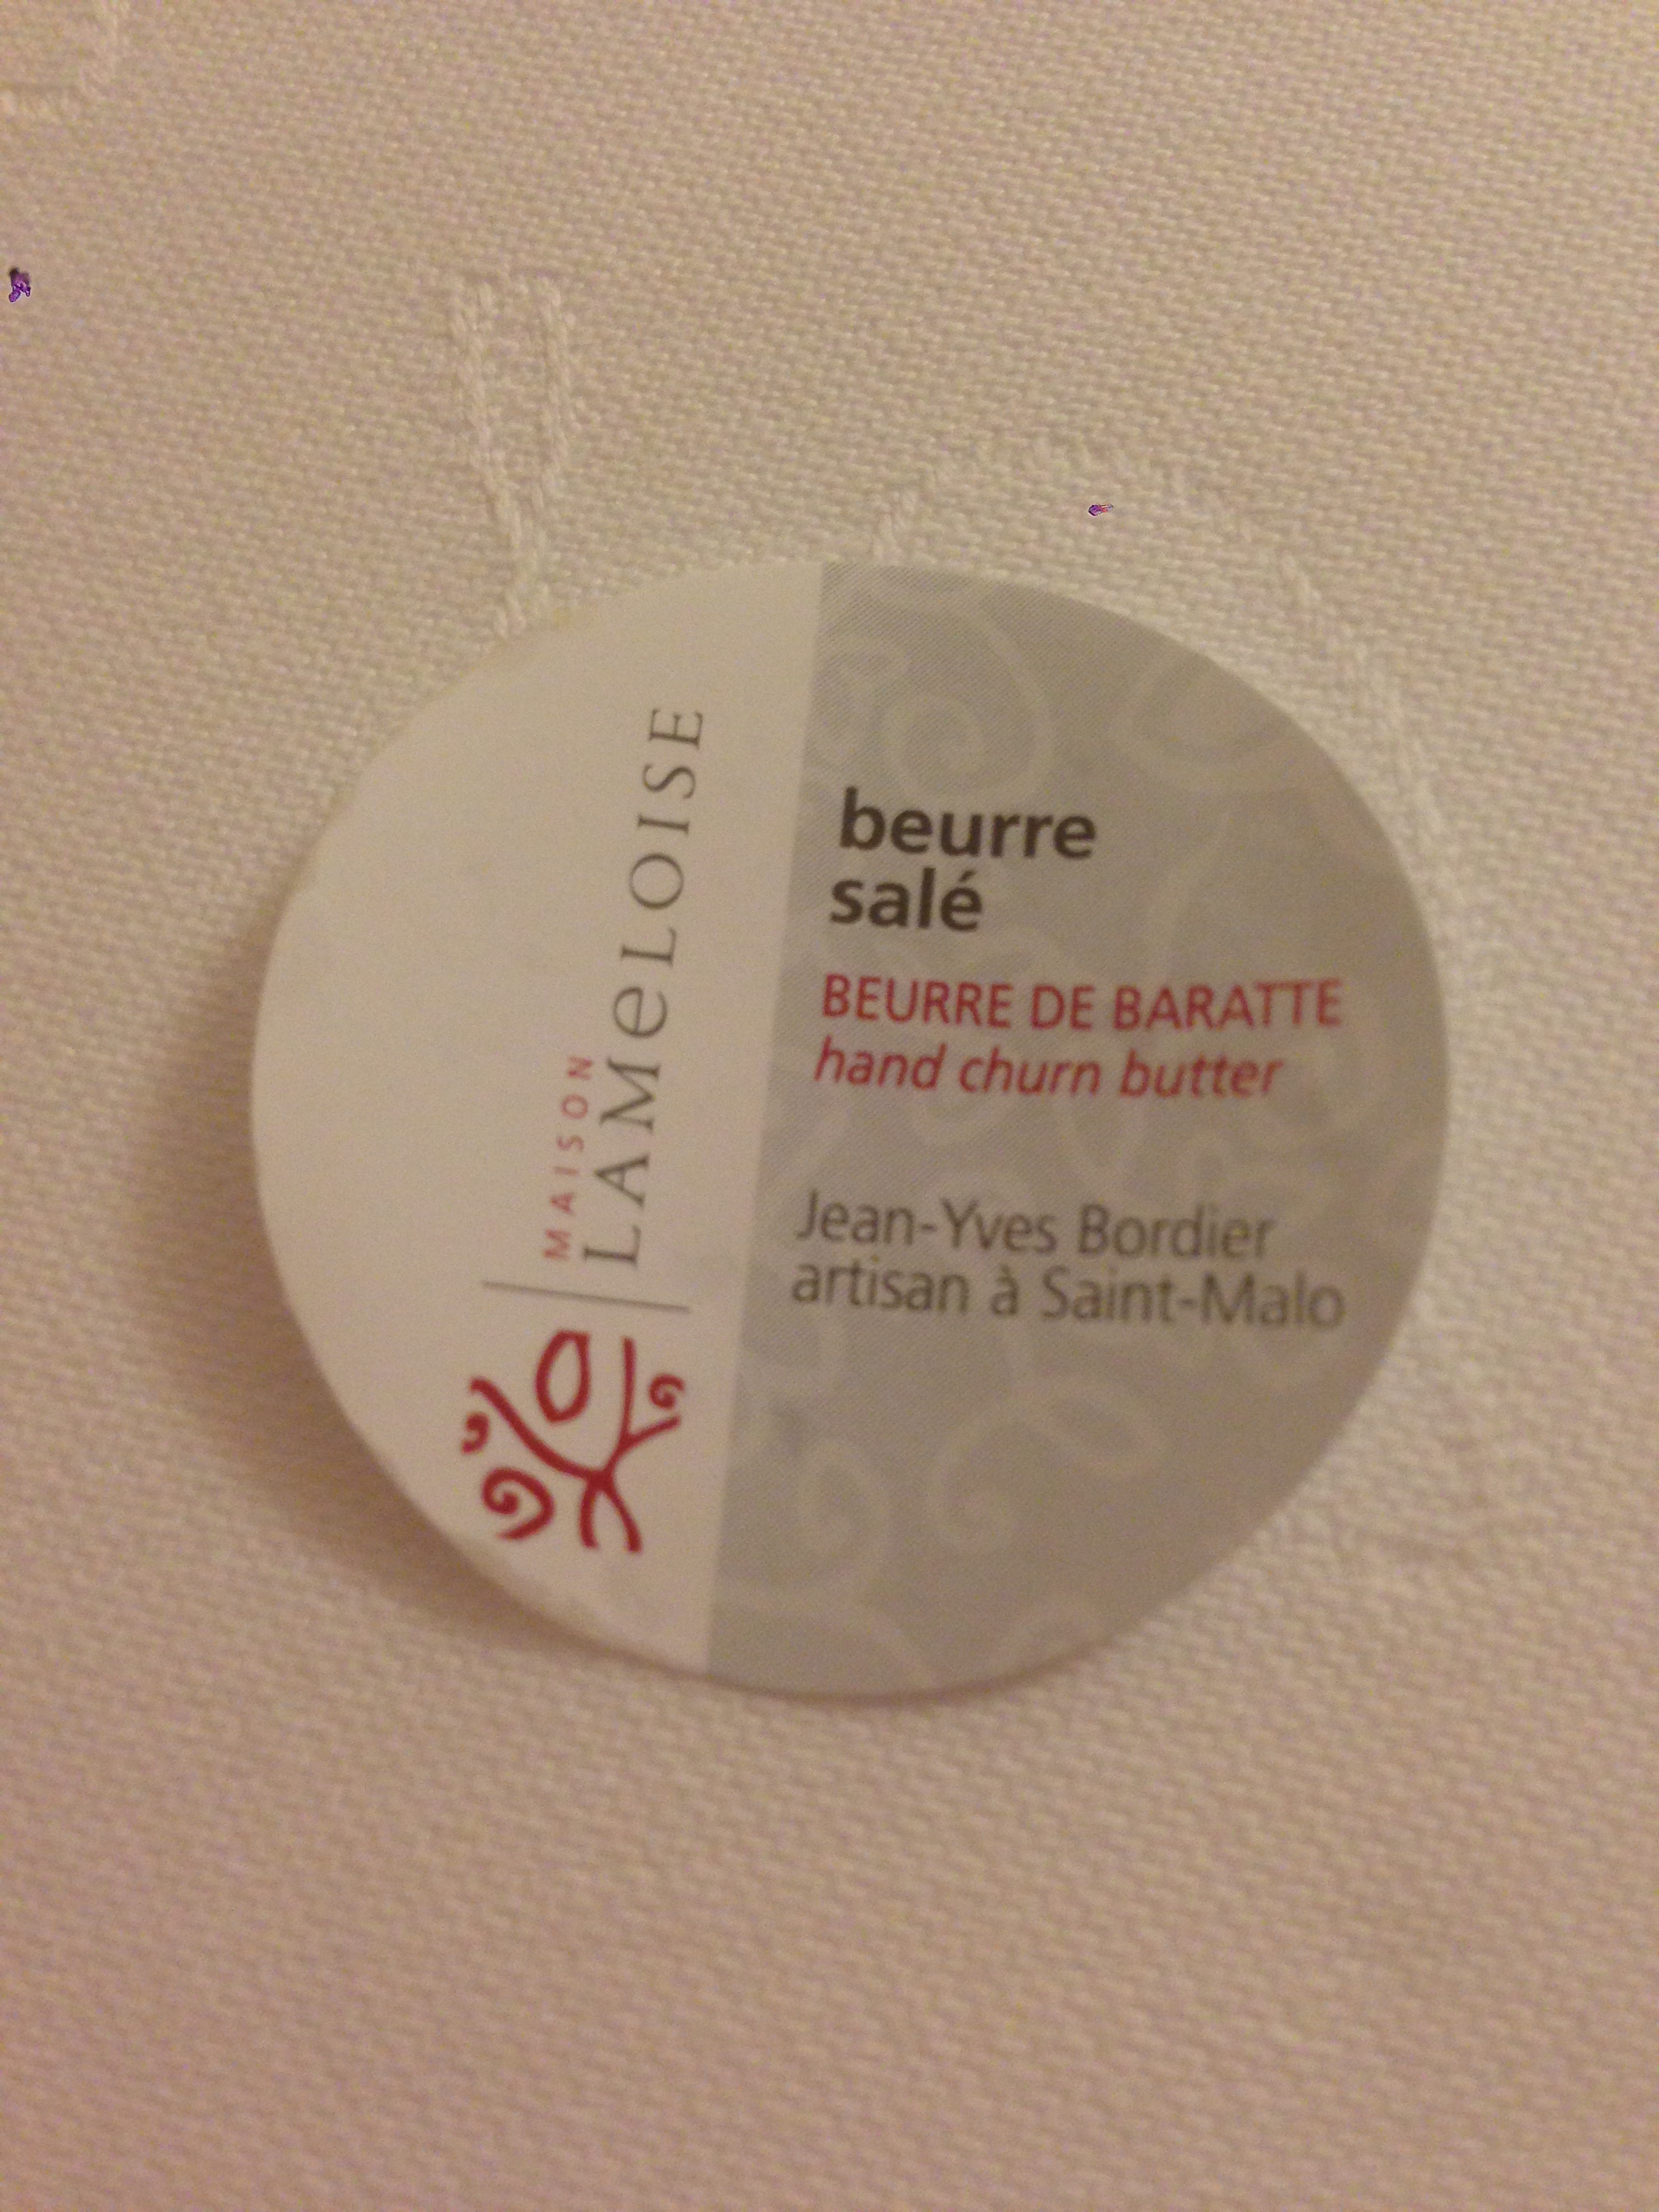 MAISON
LAMeLOISE
beurre
salé
BEURRE DE BARATTE
hand churn butter
Jean-Yves Bordier
artisan à Saint-Malo